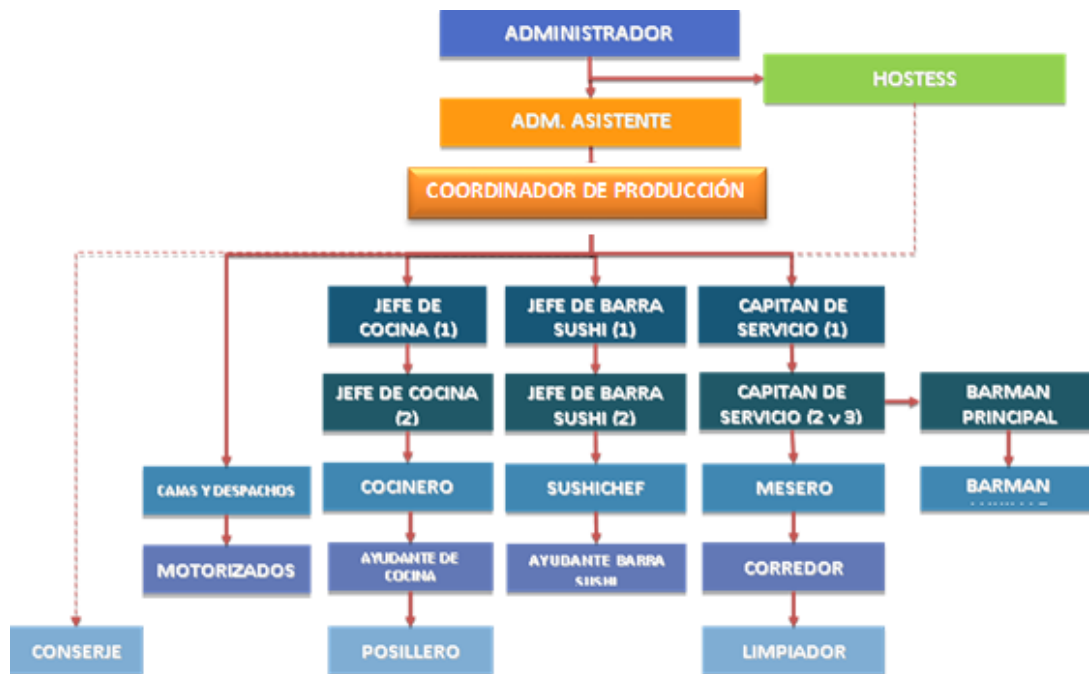 ADMINISTRADOR
HOSTESS
ADM. ASISTENTE
COORDINADOR DE PRODUCCIÓN
JEFE DE
COCINA (1)
JEFE DE BARRA
SUSHI (1)
CAPITAN DE
SERVICIO (1)
JEFE DE COCINA
(2)
JEFE DE BARRA
SUSHI (2)
CAPITAN DE
SERVICIO (2 y 3)
BARMAN
PRINCIPAL
CAJAS Y DESPACHOS
COCINERO
SUSHICHEF
MESERO
BARMAN
MOTORIZADOS
AYUDANTE DE
COCINA
AYUDANTE BARRA
SUSHI
CORREDOR
CONSERJE
POSILLERO
LIMPIADOR